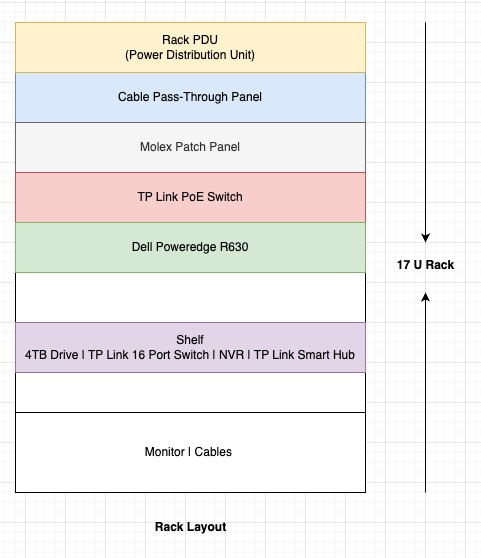 Rack PDU
(Power Distribution Unit)
Cable Pass-Through Panel
Molex Patch Panel
TP Link PoE Switch
Dell Poweredge R630
17 U Rack
Shelf
4TB Drive | TP Link 16 Port Switch | NVR | TP Link Smart Hub
Monitor | Cables
Rack Layout